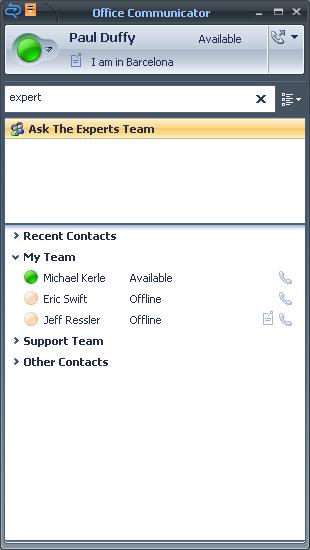 Office Communicator
Paul Duffy Available
I am in Barcelona
expert
Ask The Experts Team
Recent Contacts
My Team
Michael Kerle Available
Eric Swift Offline
Jeff Ressler Offline
Support Team
Other Contacts